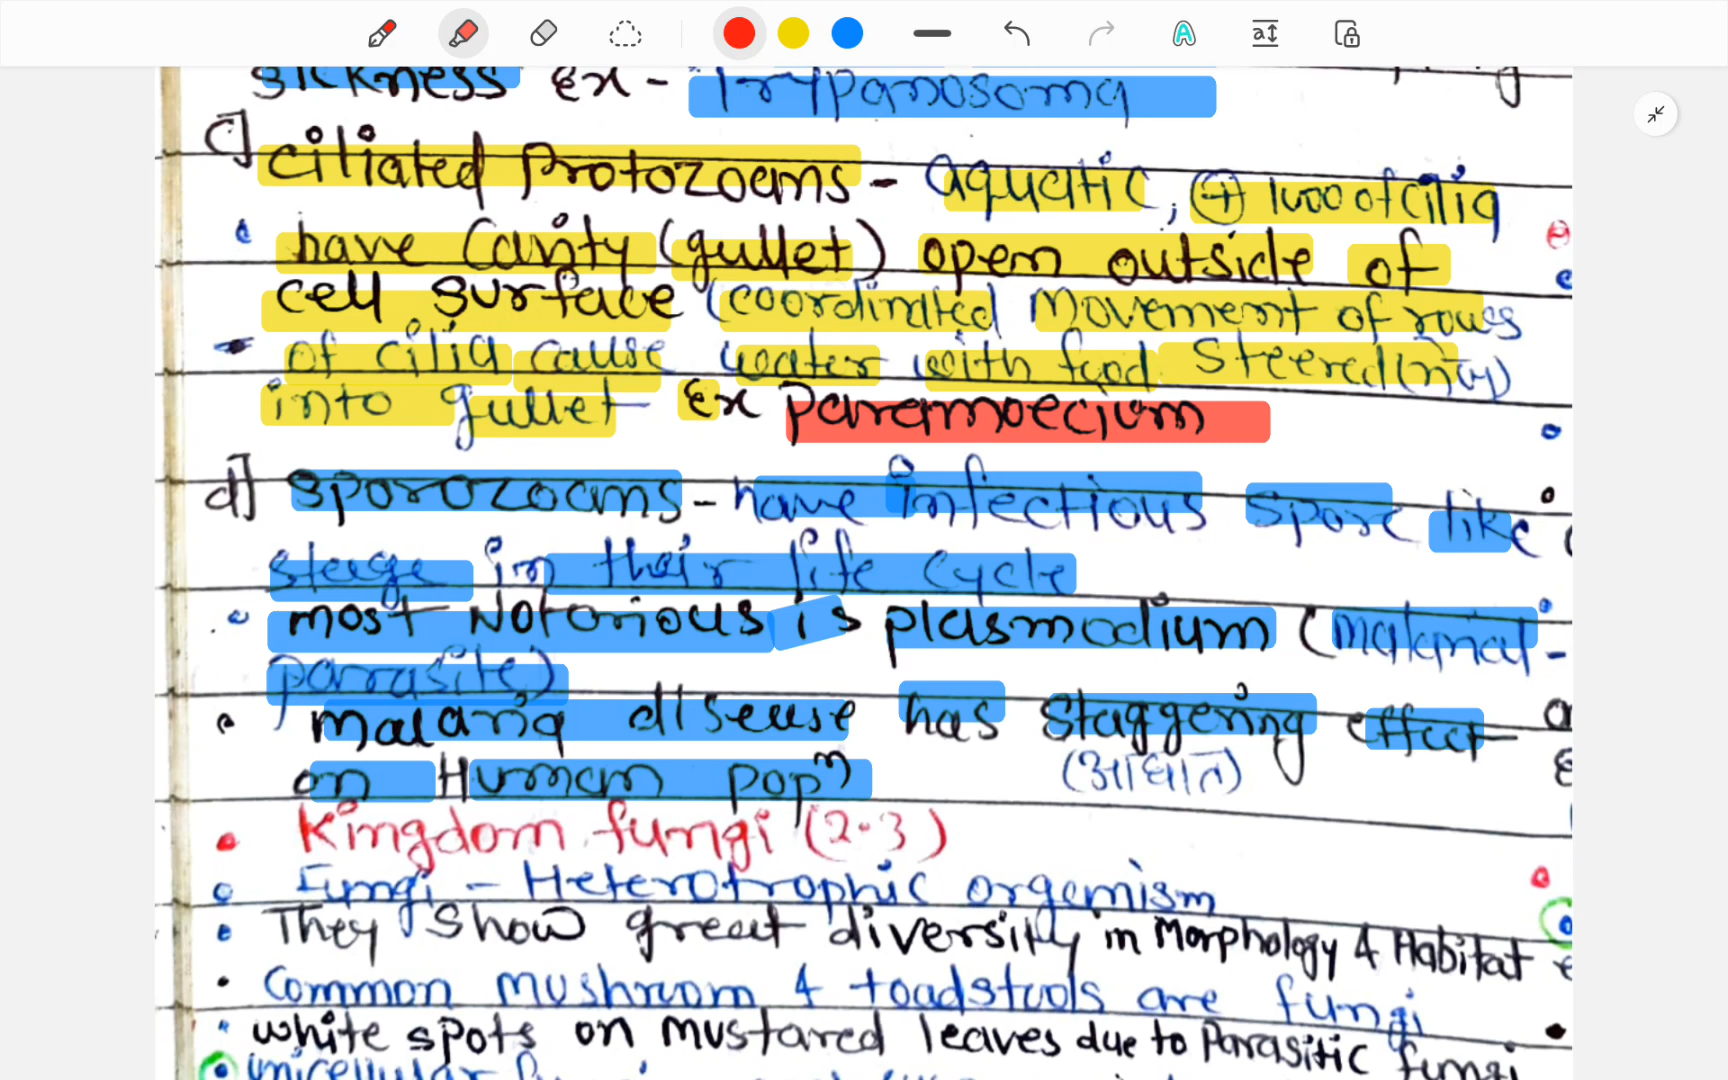 sickness Ex - Trypanosoma
c] Ciliated Protozoans - aquatic, ⊕ 1000 of cilia
have Cavity (gullet) open outside of
cell surface (coordinated Movement of rows
of cilia cause water with food steered
into gullet Ex Paramoecium
d] Sporozoans - have infectious spore like
stage in their life cycle
most Notorious is plasmodium (malarial -
parasite)
malaria disease has staggering effect
(आघात)
on Human popⁿ
Kingdom fungi (2.3)
Fungi - Heterotrophic organism
They show great diversity in Morphology & Habitat
Common mushroom & toadstools are fungi
white spots on mustared leaves due to Parasitic fungi